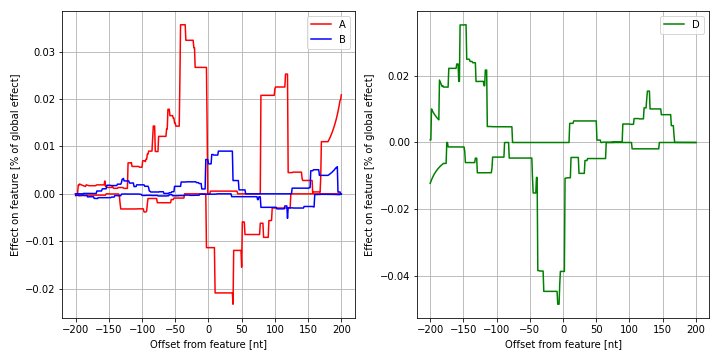 A
B
0.03
0.02
0.01
0.00
−0.01
−0.02
Effect on feature [% of global effect]
−200 −150 −100 −50 0 50 100 150 200
Offset from feature [nt]
D
0.02
0.00
−0.02
−0.04
Effect on feature [% of global effect]
−200 −150 −100 −50 0 50 100 150 200
Offset from feature [nt]